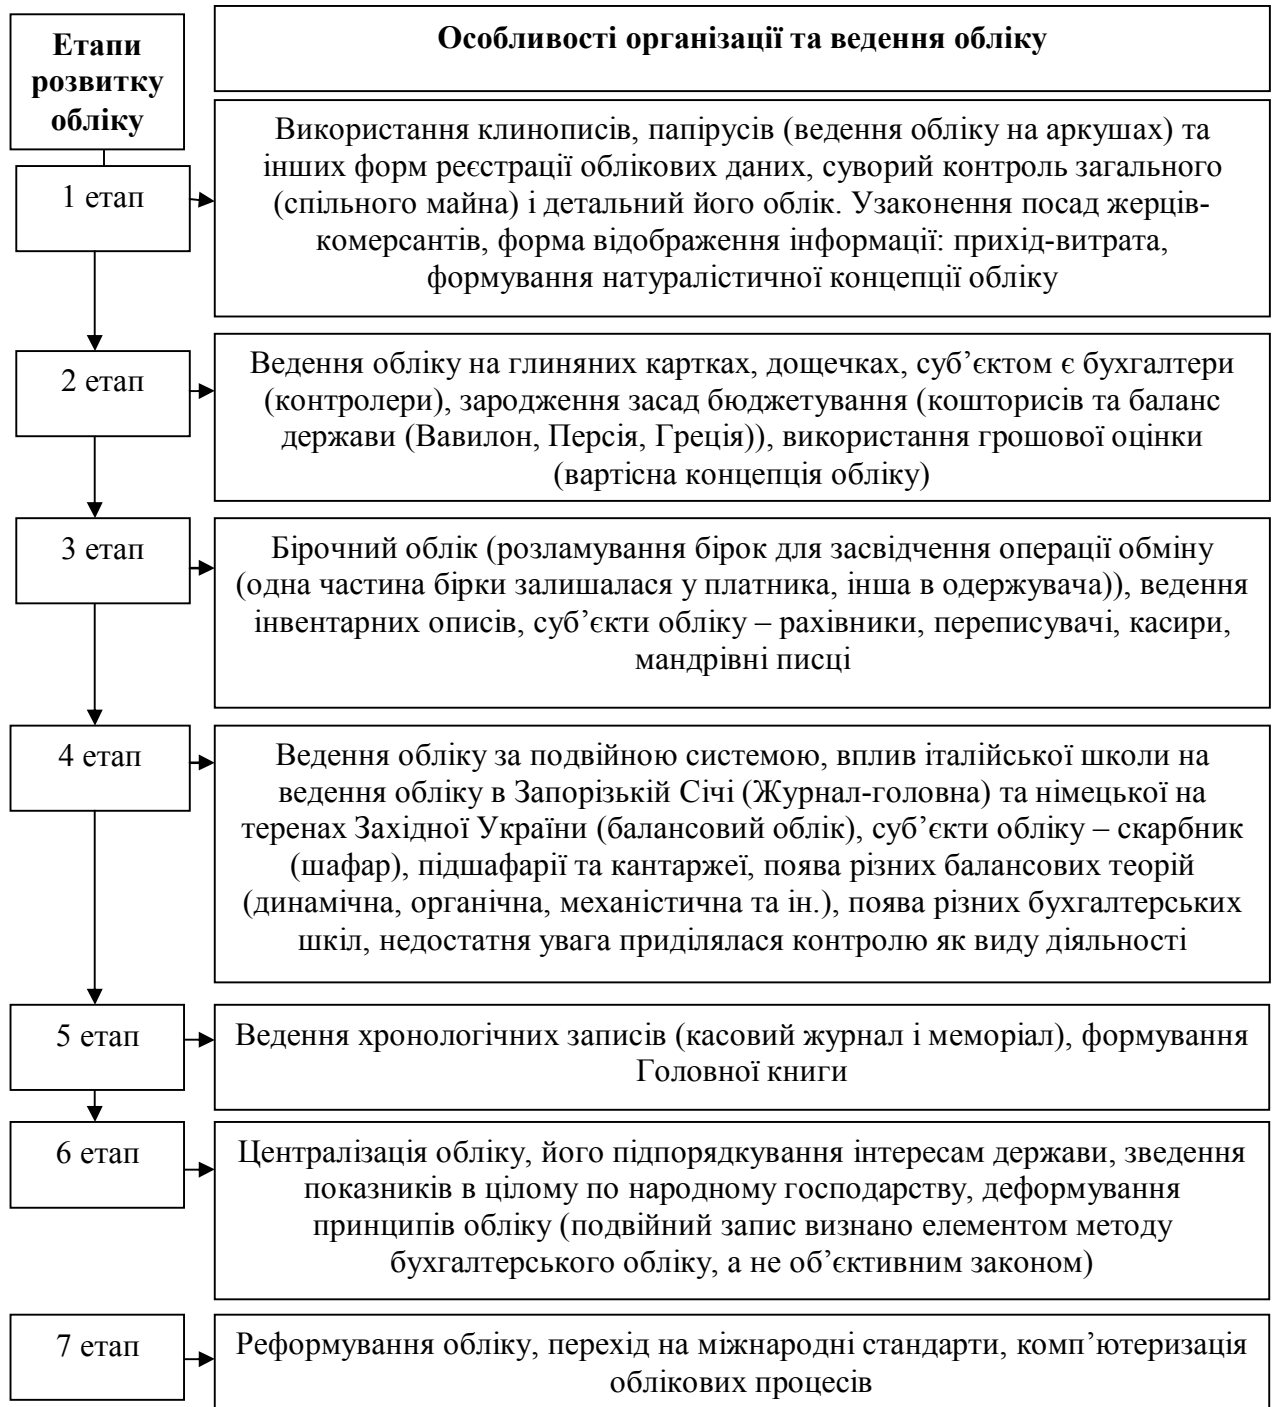 Етапи
розвитку
обліку
Особливості організації та ведення обліку
1 етап
Використання клинописів, папірусів (ведення обліку на аркушах) та
інших форм реєстрації облікових даних, суворий контроль загального
(спільного майна) і детальний його облік. Узаконення посад жерців-
комерсантів, форма відображення інформації: прихід-витрата,
формування натуралістичної концепції обліку
2 етап
Ведення обліку на глиняних картках, дощечках, суб’єктом є бухгалтери
(контролери), зародження засад бюджетування (кошторисів та баланс
держави (Вавилон, Персія, Греція)), використання грошової оцінки
(вартісна концепція обліку)
3 етап
Бірочний облік (розламування бірок для засвідчення операції обміну
(одна частина бірки залишалася у платника, інша в одержувача)), ведення
інвентарних описів, суб’єкти обліку – рахівники, переписувачі, касири,
мандрівні писці
4 етап
Ведення обліку за подвійною системою, вплив італійської школи на
ведення обліку в Запорізькій Січі (Журнал-головна) та німецької на
теренах Західної України (балансовий облік), суб’єкти обліку – скарбник
(шафар), підшафарії та кантаржеї, поява різних балансових теорій
(динамічна, органічна, механістична та ін.), поява різних бухгалтерських
шкіл, недостатня увага приділялася контролю як виду діяльності
5 етап
Ведення хронологічних записів (касовий журнал і меморіал), формування
Головної книги
6 етап
Централізація обліку, його підпорядкування інтересам держави, зведення
показників в цілому по народному господарству, деформування
принципів обліку (подвійний запис визнано елементом методу
бухгалтерського обліку, а не об’єктивним законом)
7 етап
Реформування обліку, перехід на міжнародні стандарти, комп’ютеризація
облікових процесів